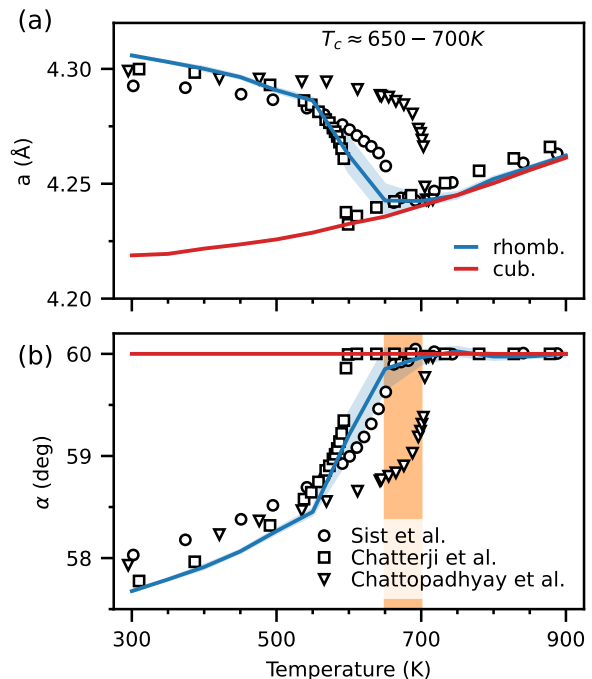 (a)
T_c ≈ 650 − 700K
4.30
4.25
4.20
a (Å)
rhomb.
cub.
(b)
60
59
58
α (deg)
Sist et al.
Chatterji et al.
Chattopadhyay et al.
300
500
700
900
Temperature (K)